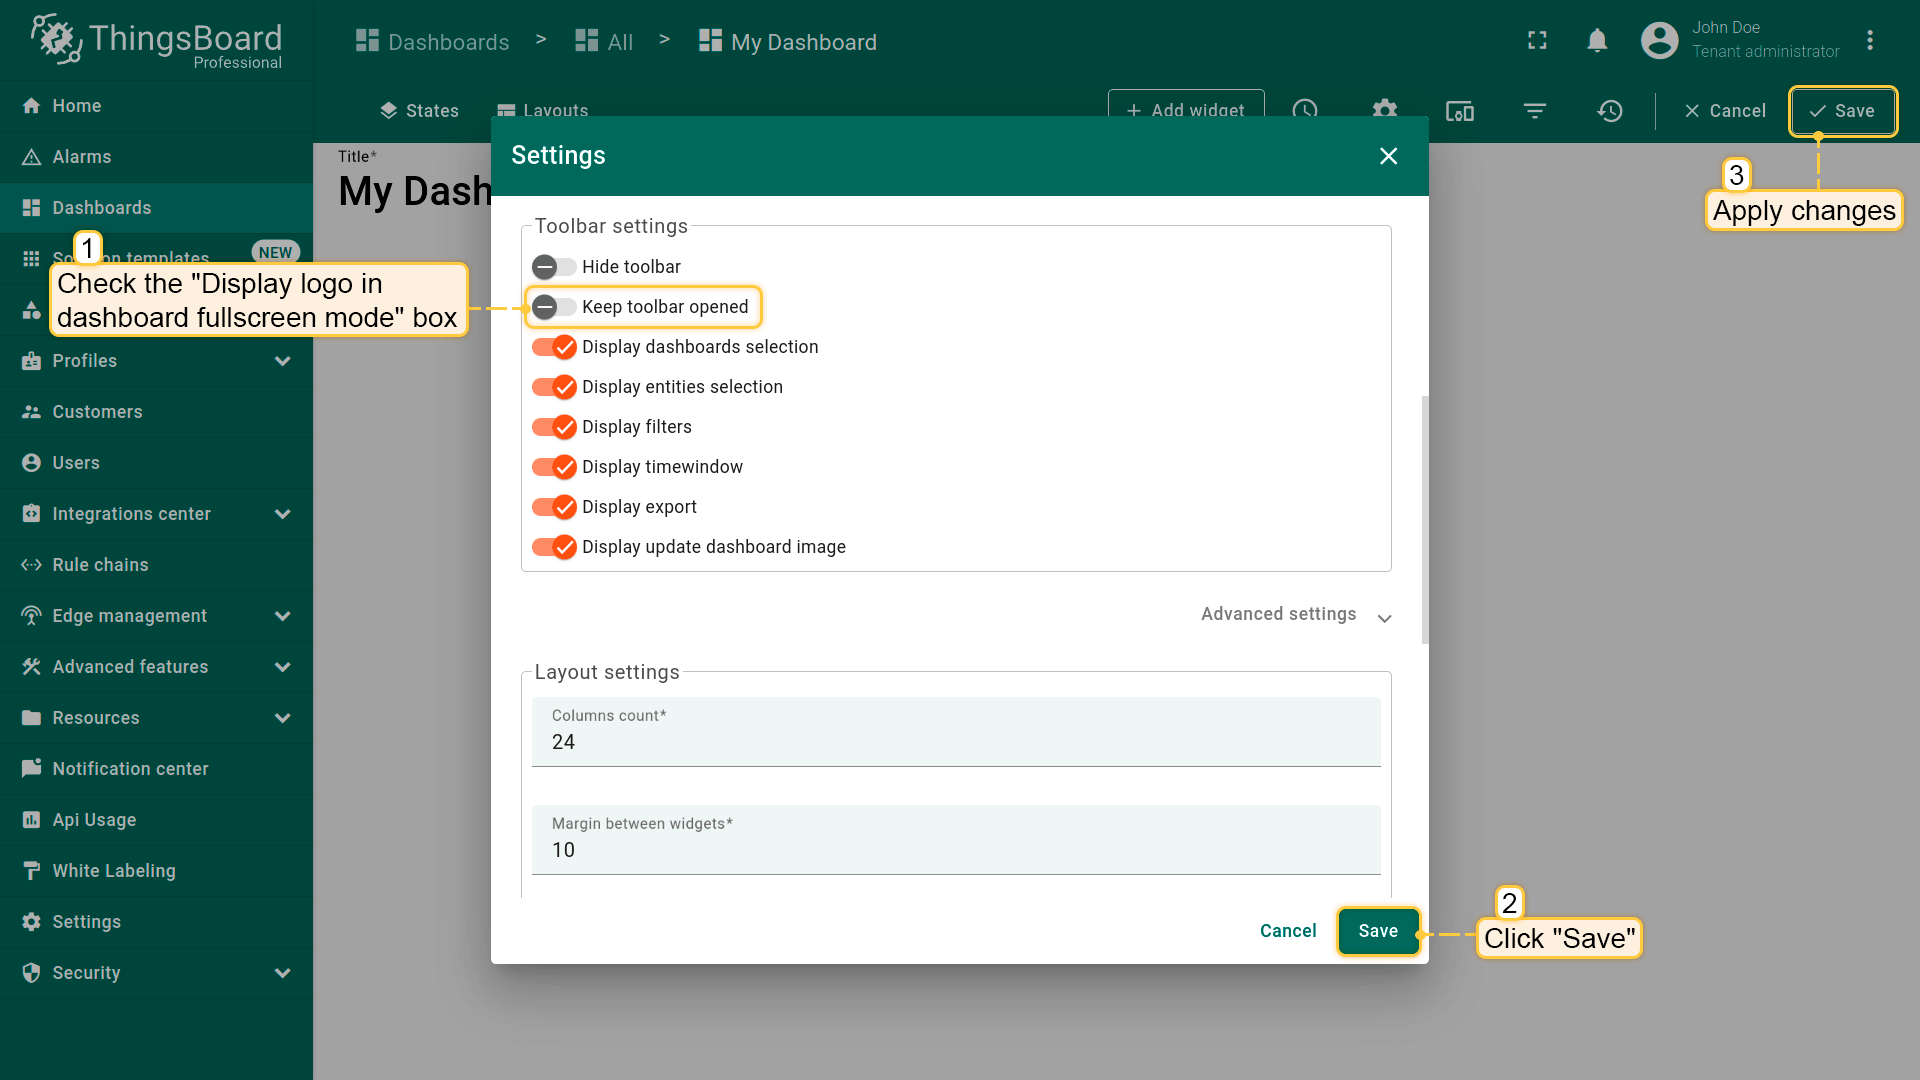 ThingsBoard
Professional
Dashboards > All > My Dashboard
John Doe
Tenant administrator
Home
Alarms
Dashboards
NEW
Profiles
Customers
Users
Integrations center
Rule chains
Edge management
Advanced features
Resources
Notification center
Api Usage
White Labeling
Settings
Security
States
Layouts
+ Add widget
Cancel
Save
Title*
My Dash
1
Check the "Display logo in
dashboard fullscreen mode" box
3
Apply changes
Settings
Toolbar settings
Hide toolbar
Keep toolbar opened
Display dashboards selection
Display entities selection
Display filters
Display timewindow
Display export
Display update dashboard image
Advanced settings
Layout settings
Columns count*
24
Margin between widgets*
10
Cancel
Save
2
Click "Save"